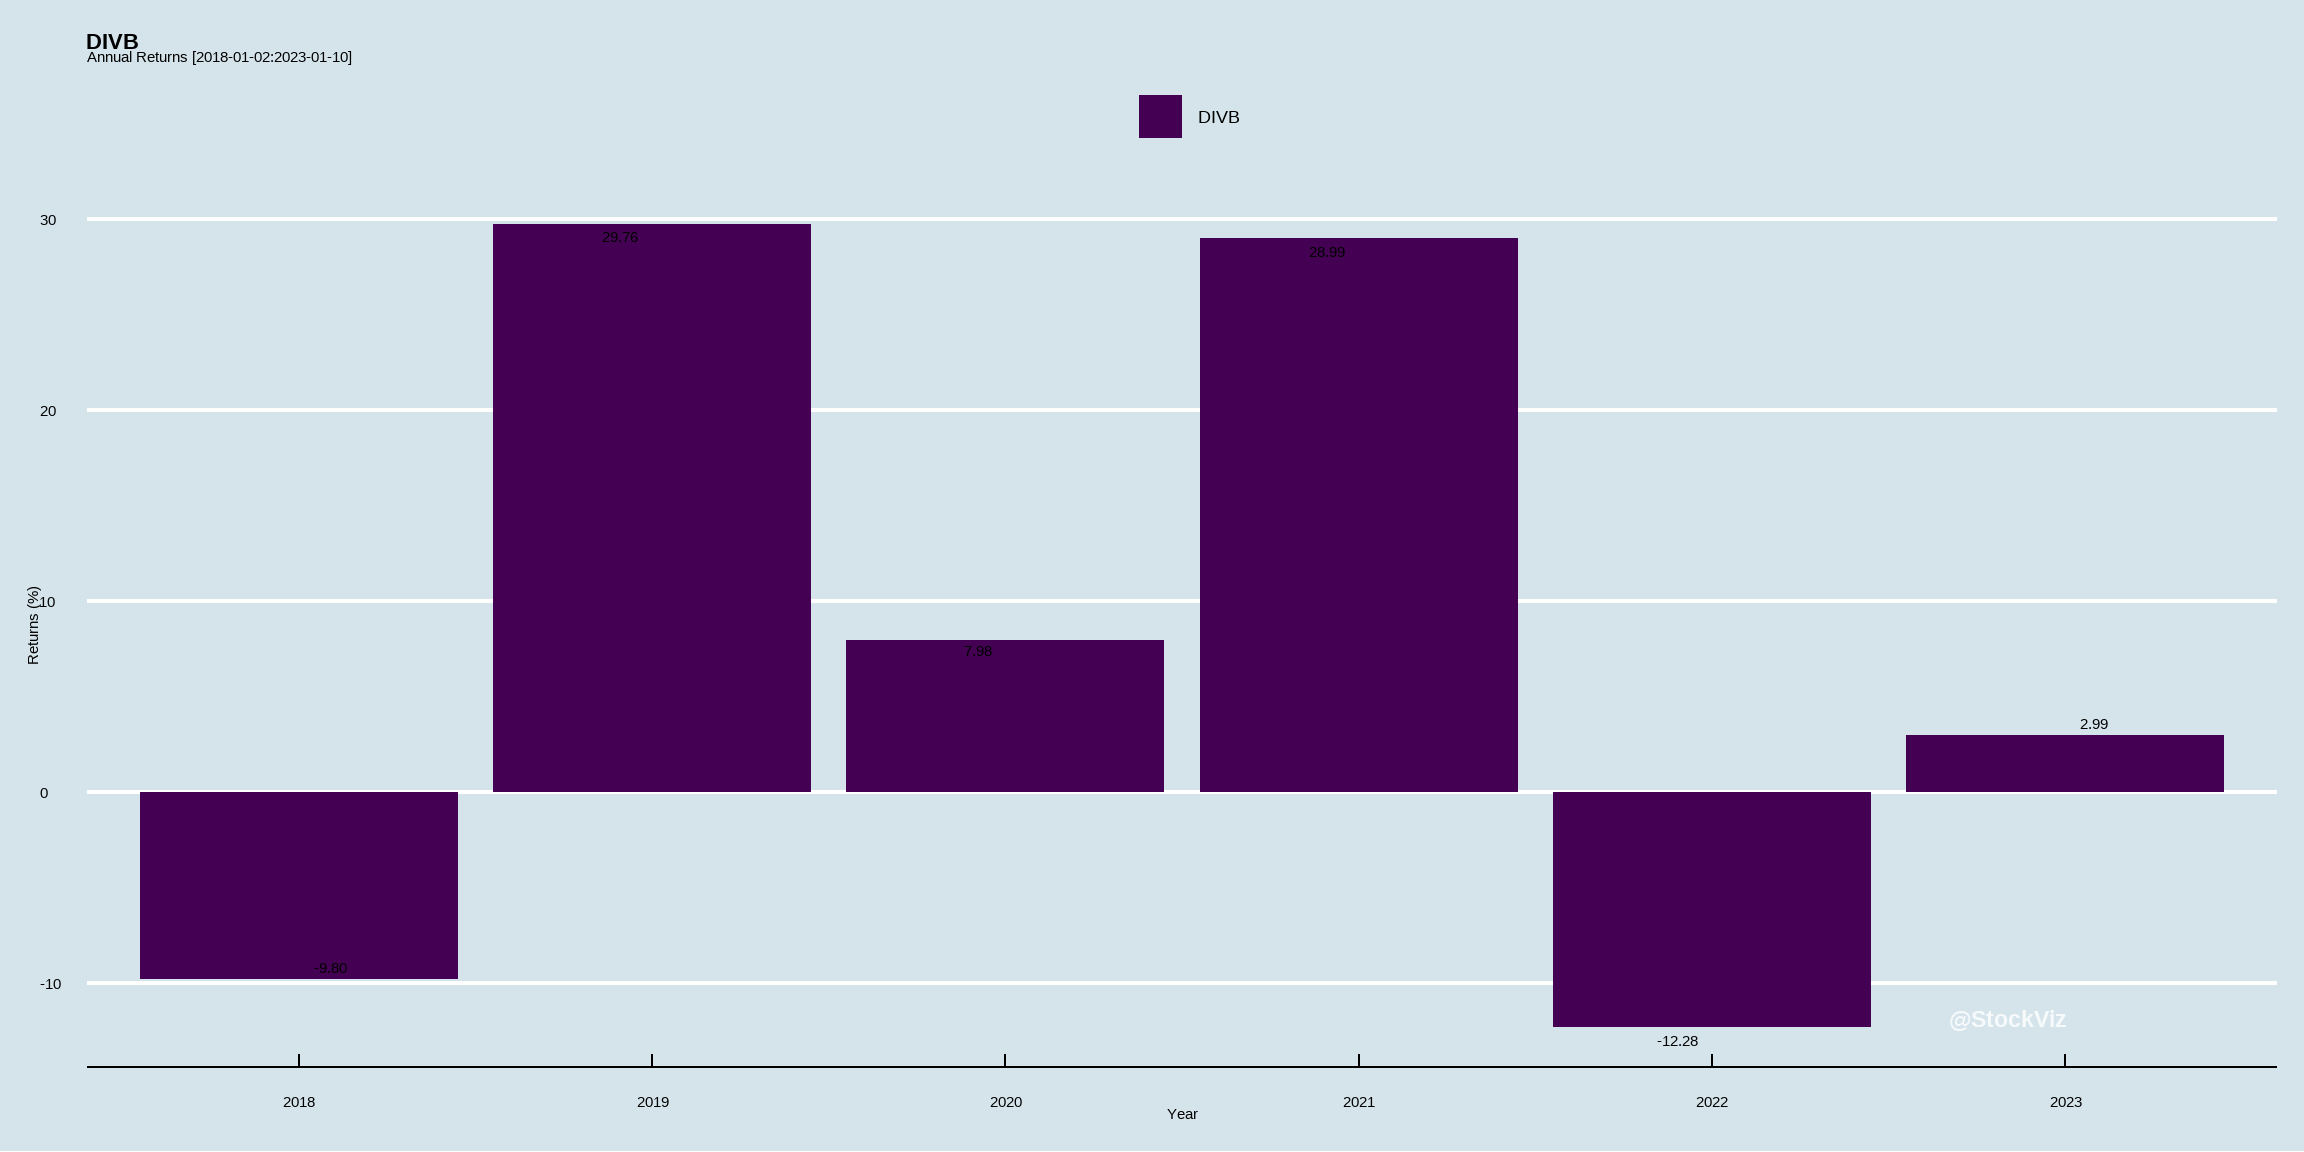 DIVB
Annual Returns [2018-01-02:2023-01-10]
DIVB
30
29.76
28.99
20
10
Returns (%)
7.98
2.99
0
-9.80
-10
@StockViz
-12.28
2018 2019 2020 2021 2022 2023
Year